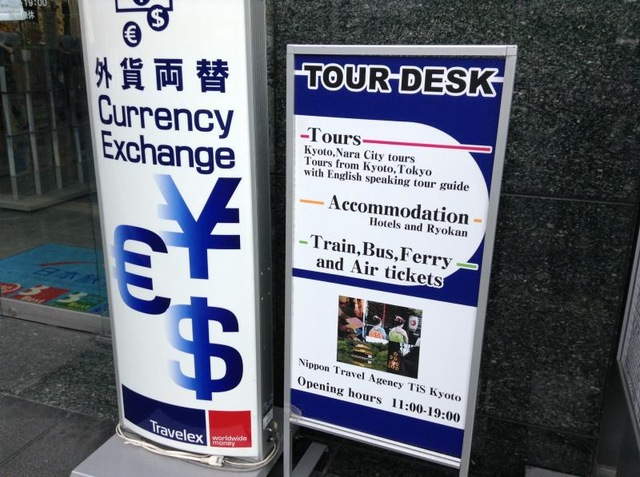 €
$
外貨両替
Currency
Exchange
¥
€
$
Travelex
worldwide
money
TOUR DESK
Tours
Kyoto,Nara City tours
Tours from Kyoto,Tokyo
with English speaking tour guide
Accommodation
Hotels and Ryokan
Train,Bus,Ferry
and Air tickets
Nippon Travel Agency TiS Kyoto
Opening hours 11:00-19:00